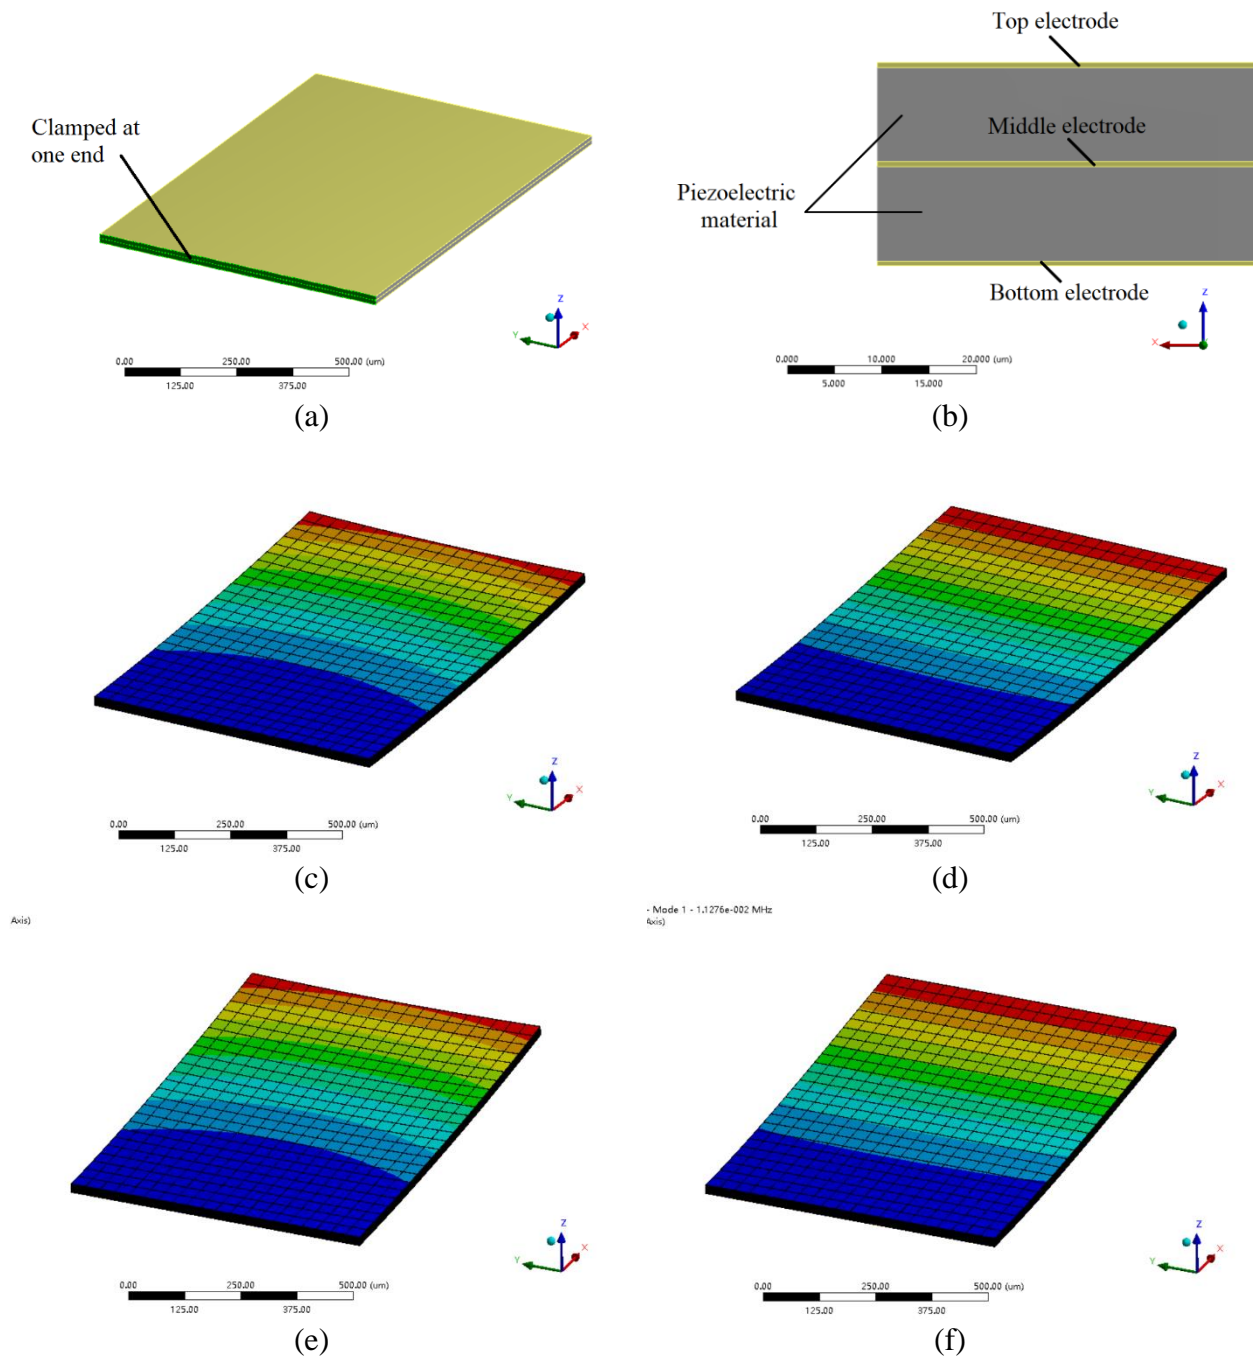 Top electrode
Clamped at
one end
Middle electrode
Piezoelectric
material
Bottom electrode
Z
X
Y
0.00 250.00 500.00 (um)
125.00 375.00
(a)
Z
X
0.000 10.000 20.000 (um)
5.000 15.000
(b)
Z
X
Y
0.00 250.00 500.00 (um)
125.00 375.00
(c)
Z
X
Y
0.00 250.00 500.00 (um)
125.00 375.00
(d)
Axis)
Z
X
Y
0.00 250.00 500.00 (um)
125.00 375.00
(e)
- Mode 1 - 1.1276e-002 MHz
Axis)
Z
X
Y
0.00 250.00 500.00 (um)
125.00 375.00
(f)